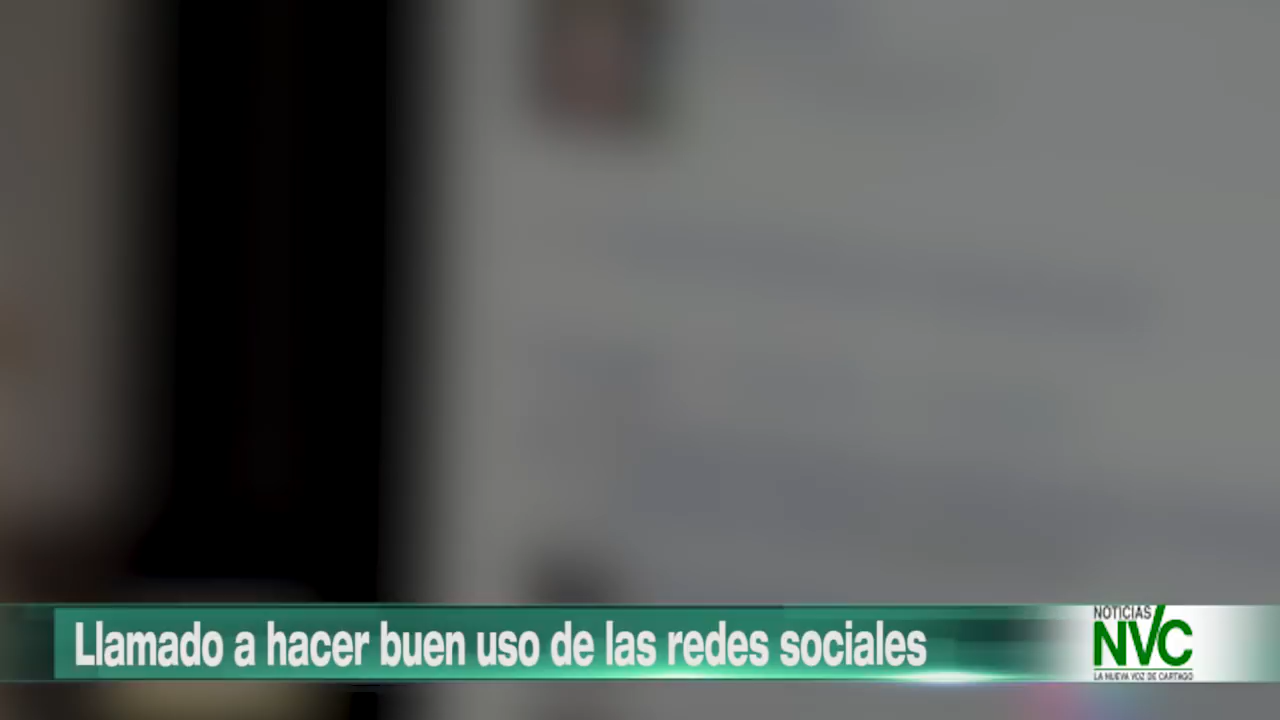 Llamado a hacer buen uso de las redes sociales
NOTICIAS
NVC
LA NUEVA VOZ DE CARTAGO